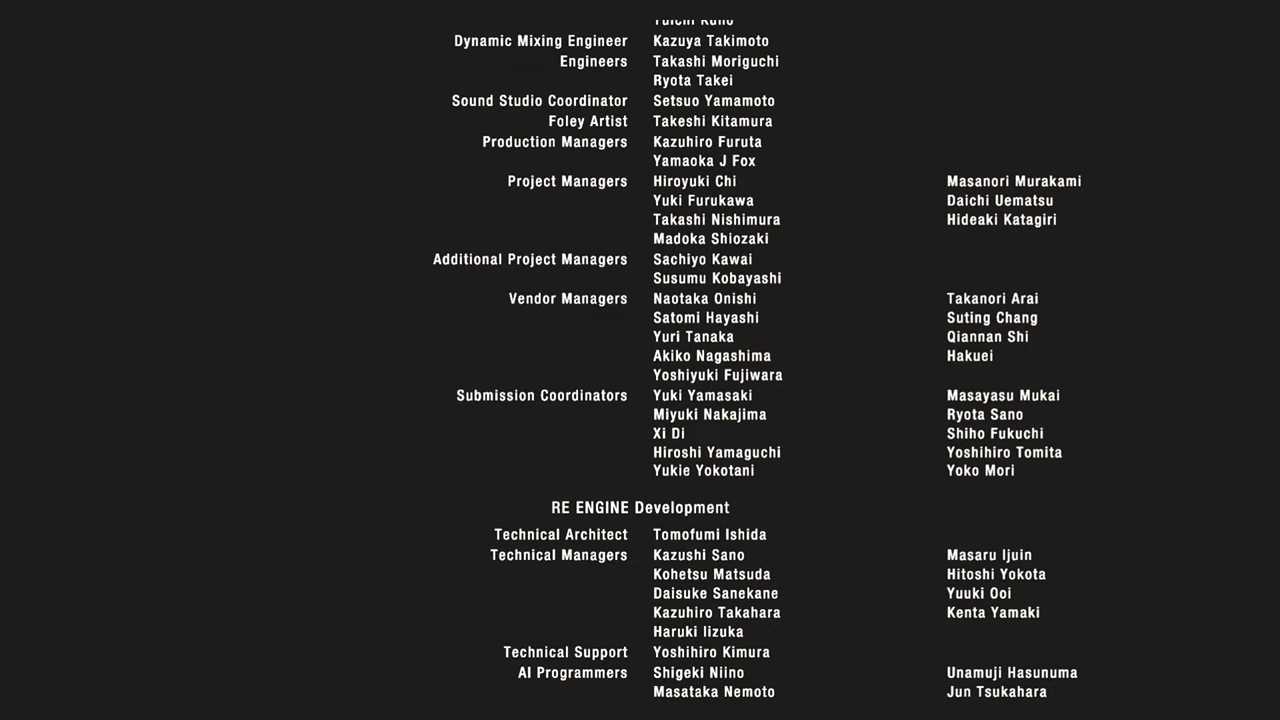 Dynamic Mixing Engineer Kazuya Takimoto
Engineers Takashi Moriguchi
Ryota Takei
Sound Studio Coordinator Setsuo Yamamoto
Foley Artist Takeshi Kitamura
Production Managers Kazuhiro Furuta
Yamaoka J Fox
Project Managers Hiroyuki Chi Masanori Murakami
Yuki Furukawa Daichi Uematsu
Takashi Nishimura Hideaki Katagiri
Madoka Shiozaki
Additional Project Managers Sachiyo Kawai
Susumu Kobayashi
Vendor Managers Naotaka Onishi Takanori Arai
Satomi Hayashi Suting Chang
Yuri Tanaka Qiannan Shi
Akiko Nagashima Hakuei
Yoshiyuki Fujiwara
Submission Coordinators Yuki Yamasaki Masayasu Mukai
Miyuki Nakajima Ryota Sano
Xi Di Shiho Fukuchi
Hiroshi Yamaguchi Yoshihiro Tomita
Yukie Yokotani Yoko Mori
RE ENGINE Development
Technical Architect Tomofumi Ishida
Technical Managers Kazushi Sano Masaru Ijuin
Kohetsu Matsuda Hitoshi Yokota
Daisuke Sanekane Yuuki Ooi
Kazuhiro Takahara Kenta Yamaki
Haruki Iizuka
Technical Support Yoshihiro Kimura
AI Programmers Shigeki Niino Unamuji Hasunuma
Masataka Nemoto Jun Tsukahara